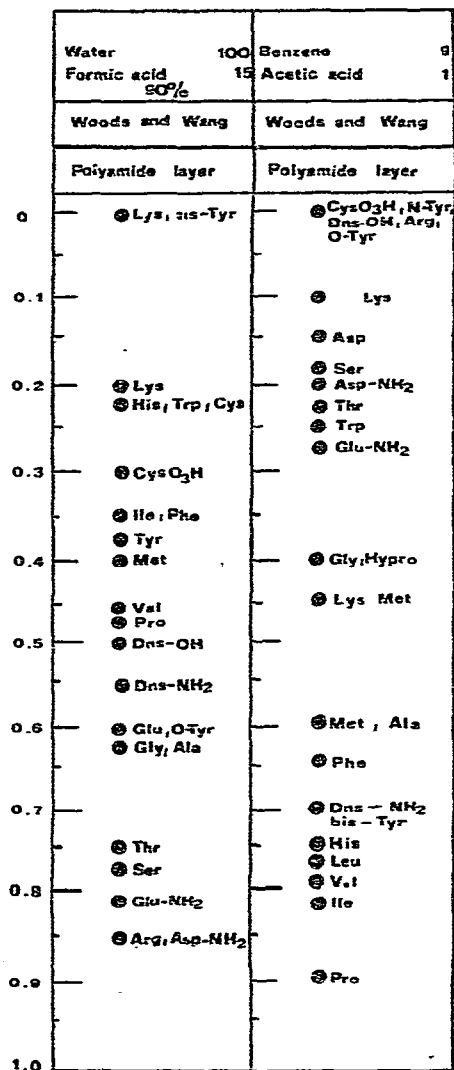 Water 100
Formic acid 15
90%
Benzene 9
Acetic acid 1
Woods and Wang
Woods and Wang
Polyamide layer
Polyamide layer
0
0.1
0.2
0.3
0.4
0.5
0.6
0.7
0.8
0.9
1.0
Lys, bis-Tyr
Lys
His, Trp, Cys
CysO3H
Ile, Phe
Tyr
Met
Val
Pro
Dns-OH
Dns-NH2
Glu, O-Tyr
Gly, Ala
Thr
Ser
Glu-NH2
Arg, Asp-NH2
CysO3H, N-Tyr,
Dns-OH, Arg,
O-Tyr
Lys
Asp
Ser
Asp-NH2
Thr
Trp
Glu-NH2
Gly, Hypro
Lys Met
Met, Ala
Phe
Dns-NH2
bis-Tyr
His
Leu
Val
Ile
Pro